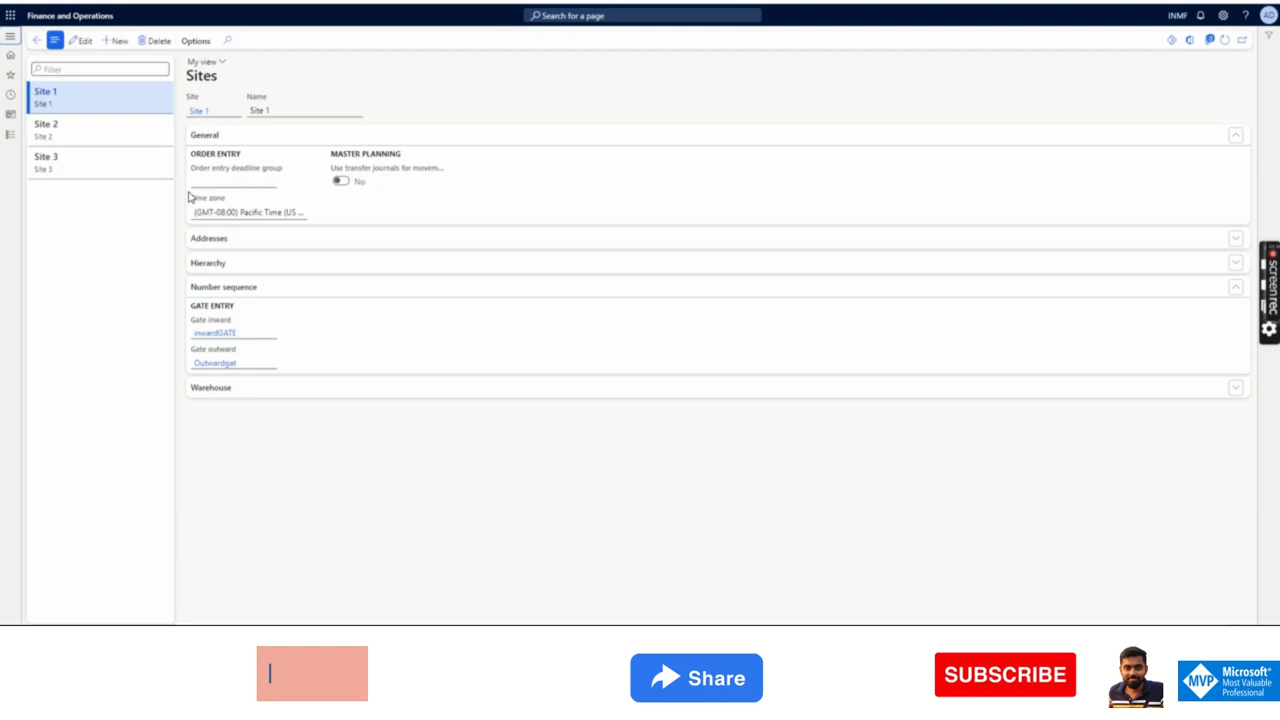 Finance and Operations
Search for a page
INMF
?
AD
Edit
New
Delete
Options
Filter
Site 1
Site 1
Site 2
Site 2
Site 3
Site 3
My view
Sites
Site
Name
Site 1
Site 1
General
ORDER ENTRY
MASTER PLANNING
Order entry deadline group
Use transfer journals for movem...
No
(GMT-08:00) Pacific Time (US ...
Addresses
Hierarchy
Number sequence
GATE ENTRY
Gate inward
inwardGATE
Gate outward
Outwardgat
Warehouse
screenrec
Share
SUBSCRIBE
MVP
Microsoft®
Most Valuable
Professional